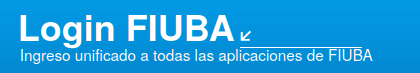 Login FIUBA
Ingreso unificado a todas las aplicaciones de FIUBA